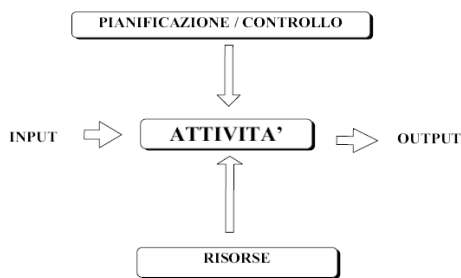 PIANIFICAZIONE / CONTROLLO
INPUT
ATTIVITA’
OUTPUT
RISORSE